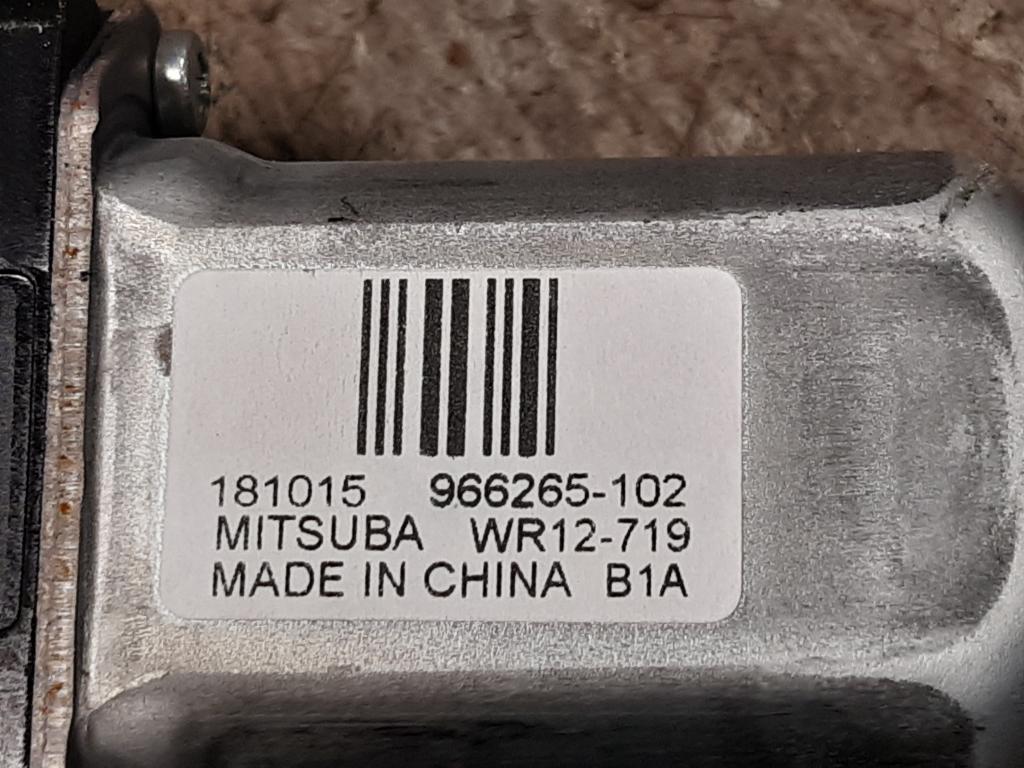 181015 966265-102
MITSUBA WR12-719
MADE IN CHINA B1A